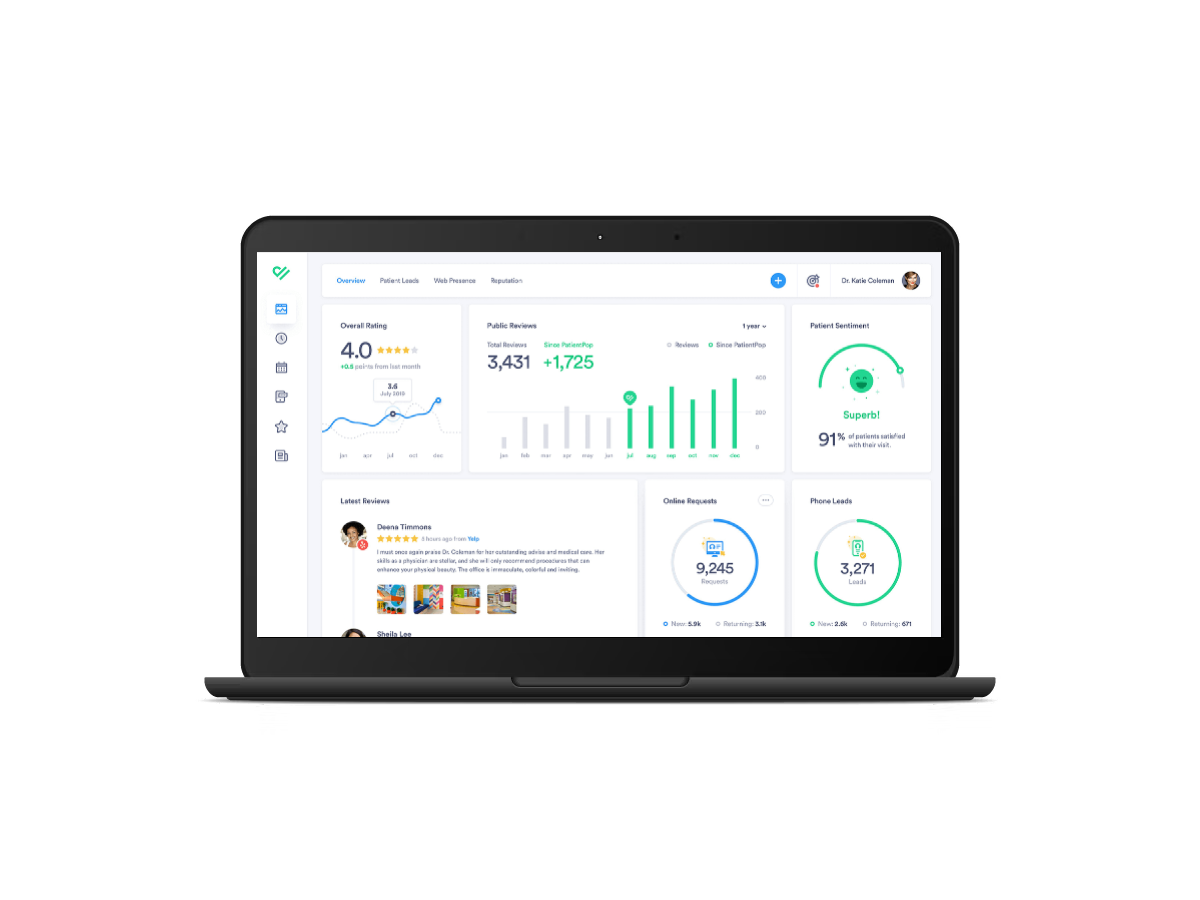 Overview Patient Leads Web Presence Reputation
Dr. Katie Coleman
Overall Rating
4.0
+0.5 points from last month
3.6
July 2019
jan apr jul oct dec
Public Reviews
1 year
Total Reviews
3,431
Since PatientPop
+1,725
Reviews
Since PatientPop
400
200
0
jan feb mar apr may jun jul aug sep oct nov dec
Patient Sentiment
Superb!
91% of patients satisfied
with their visit.
Latest Reviews
Deena Timmons
6 hours ago from Yelp
I must once again praise Dr. Coleman for her outstanding advise and medical care. Her
skills as a physician are stellar, and she will only recommend procedures that can
enhance your physical beauty. The office is immaculate, colorful and inviting.
Sheila Lee
Online Requests
9,245
Requests
New: 5.9k Returning: 3.1k
Phone Leads
3,271
Leads
New: 2.6k Returning: 671